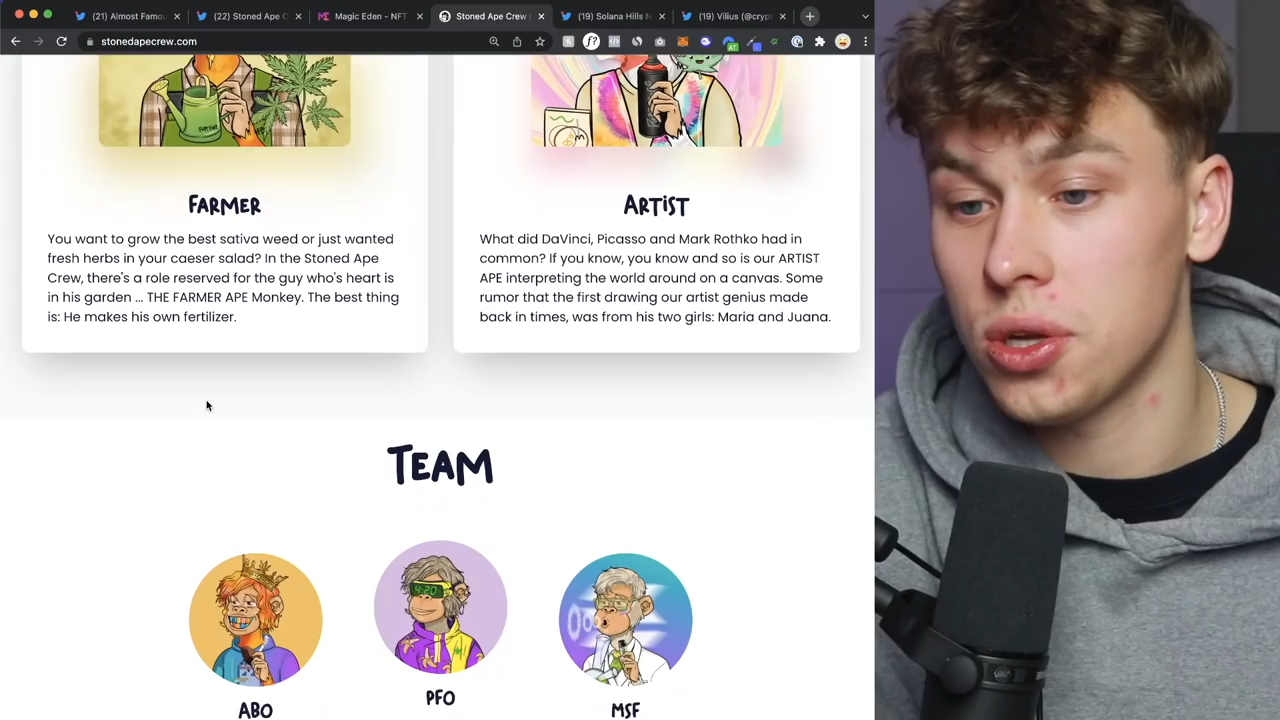 (21) Almost Famou
(22) Stoned Ape C
Magic Eden - NFT
Stoned Ape Crew
(19) Solana Hills N
(19) Vilius (@cryp
stonedapecrew.com
FARMER
You want to grow the best sativa weed or just wanted
fresh herbs in your caeser salad? In the Stoned Ape
Crew, there's a role reserved for the guy who's heart is
in his garden ... THE FARMER APE Monkey. The best thing
is: He makes his own fertilizer.
ARTIST
What did DaVinci, Picasso and Mark Rothko had in
common? If you know, you know and so is our ARTIST
APE interpreting the world around on a canvas. Some
rumor that the first drawing our artist genius made
back in times, was from his two girls: Maria and Juana.
TEAM
4:20
ABO
PFO
MSF